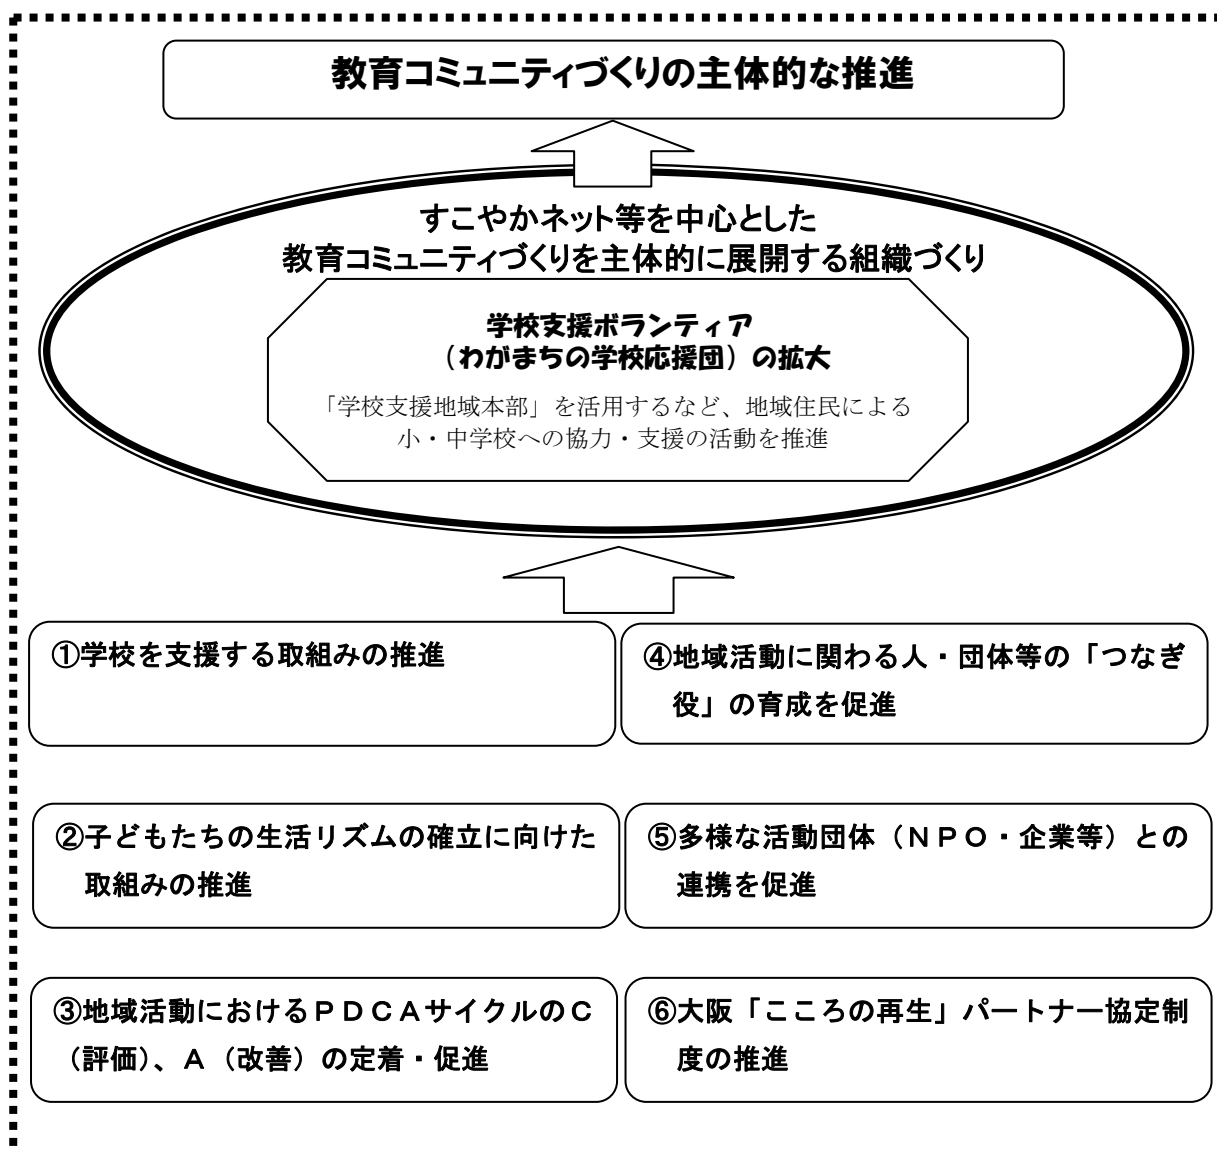 教育コミュニティづくりの主体的な推進
すこやかネット等を中心とした
教育コミュニティづくりを主体的に展開する組織づくり
学校支援ボランティア
（わがまちの学校応援団）の拡大
「学校支援地域本部」を活用するなど、地域住民による
小・中学校への協力・支援の活動を推進
①学校を支援する取組みの推進
②子どもたちの生活リズムの確立に向けた
取組みの推進
③地域活動におけるＰＤＣＡサイクルのＣ
（評価）、Ａ（改善）の定着・促進
④地域活動に関わる人・団体等の「つなぎ
役」の育成を促進
⑤多様な活動団体（ＮＰＯ・企業等）との
連携を促進
⑥大阪「こころの再生」パートナー協定制
度の推進